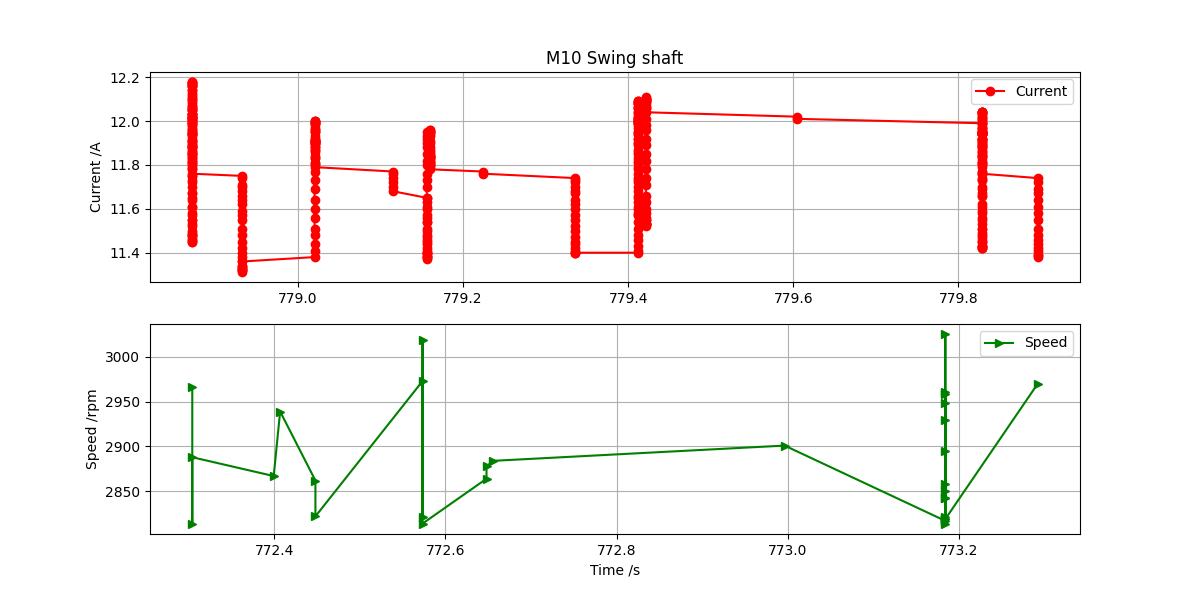 M10 Swing shaft
12.2
12.0
11.8
11.6
11.4
Current /A
Current
779.0 779.2 779.4 779.6 779.8
3000
2950
2900
2850
Speed /rpm
Speed
772.4 772.6 772.8 773.0 773.2
Time /s